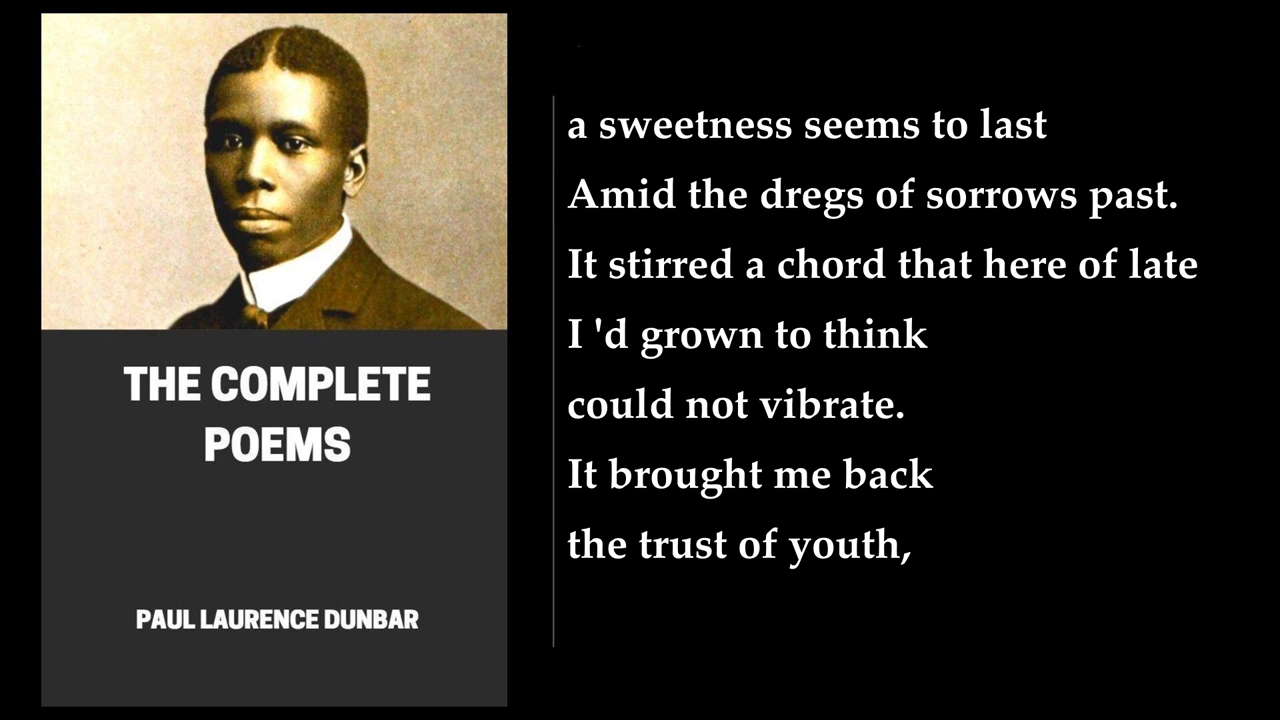 THE COMPLETE
POEMS
PAUL LAURENCE DUNBAR
a sweetness seems to last
Amid the dregs of sorrows past.
It stirred a chord that here of late
I 'd grown to think
could not vibrate.
It brought me back
the trust of youth,